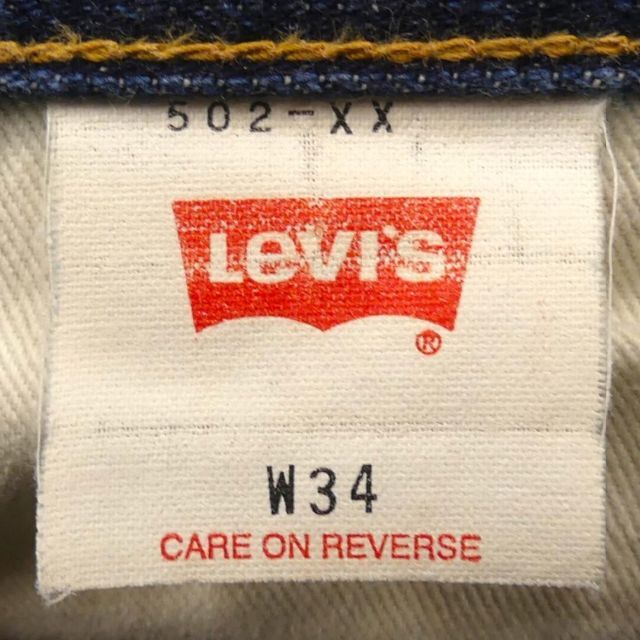 502-XX
Levi's
®
W34
CARE ON REVERSE